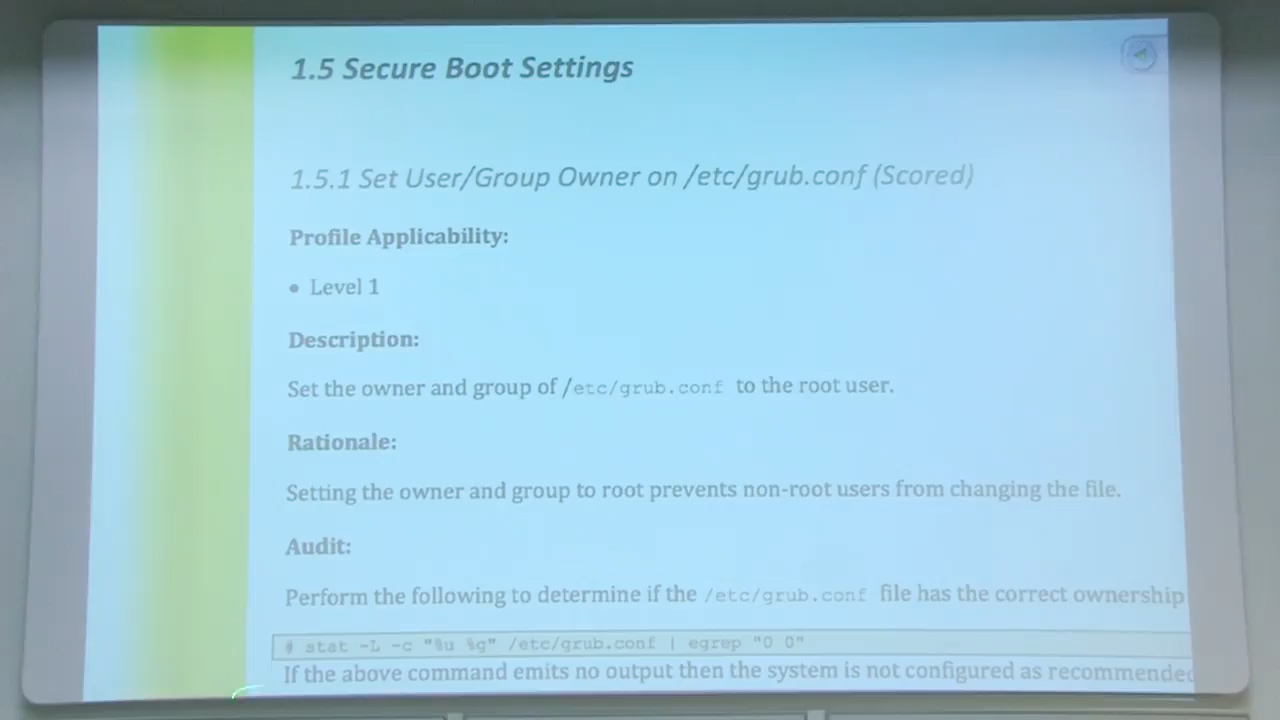 1.5 Secure Boot Settings
1.5.1 Set User/Group Owner on /etc/grub.conf (Scored)
Profile Applicability:
• Level 1
Description:
Set the owner and group of /etc/grub.conf to the root user.
Rationale:
Setting the owner and group to root prevents non-root users from changing the file.
Audit:
Perform the following to determine if the /etc/grub.conf file has the correct ownership
# stat -L -c "%u %g" /etc/grub.conf | egrep "0 0"
If the above command emits no output then the system is not configured as recommended